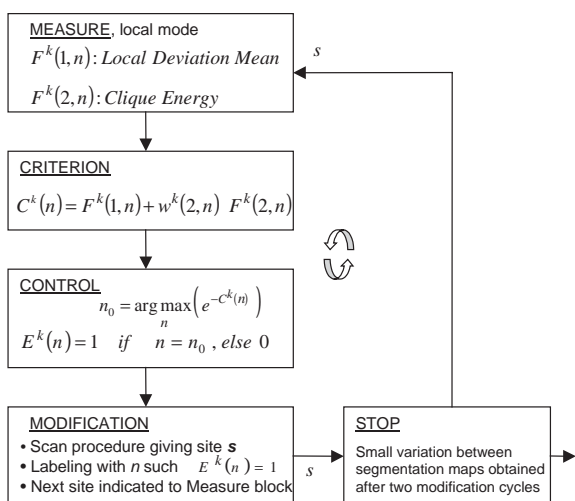 MEASURE, local mode
F^k(1,n): Local Deviation Mean
F^k(2,n): Clique Energy
s
CRITERION
C^k(n) = F^k(1,n) + w^k(2,n) F^k(2,n)
CONTROL
n_0 = arg max_n (e^{-C^k(n)})
E^k(n) = 1 if n = n_0 , else 0
MODIFICATION
• Scan procedure giving site s
• Labeling with n such E^k(n) = 1
• Next site indicated to Measure block
s
STOP
Small variation between
segmentation maps obtained
after two modification cycles